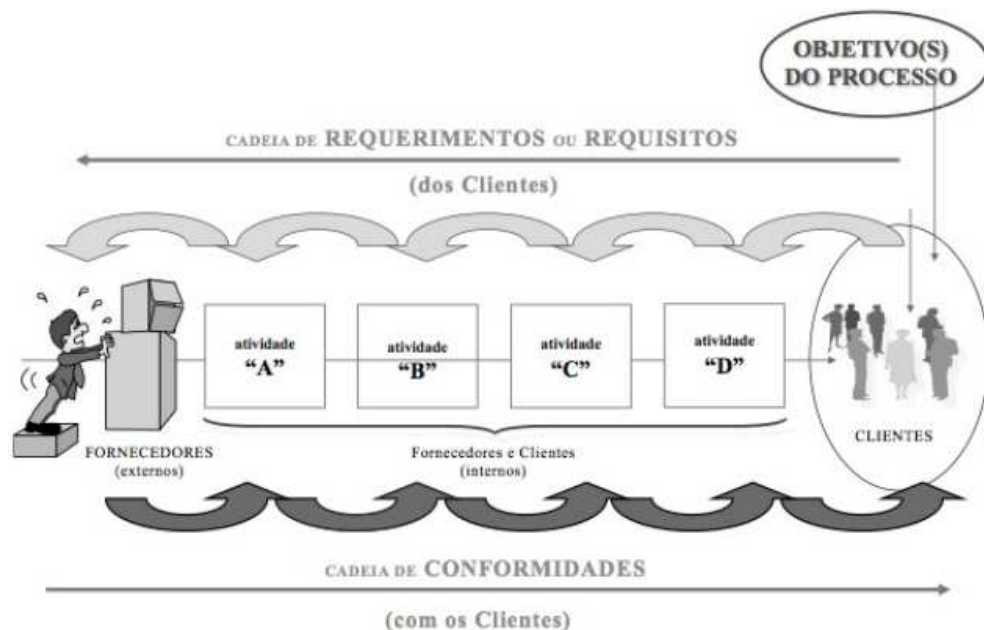 OBJETIVO(S)
DO PROCESSO
CADEIA DE REQUERIMENTOS OU REQUISITOS
(dos Clientes)
atividade
“A”
atividade
“B”
atividade
“C”
atividade
“D”
FORNECEDORES
(externos)
Fornecedores e Clientes
(internos)
CLIENTES
CADEIA DE CONFORMIDADES
(com os Clientes)